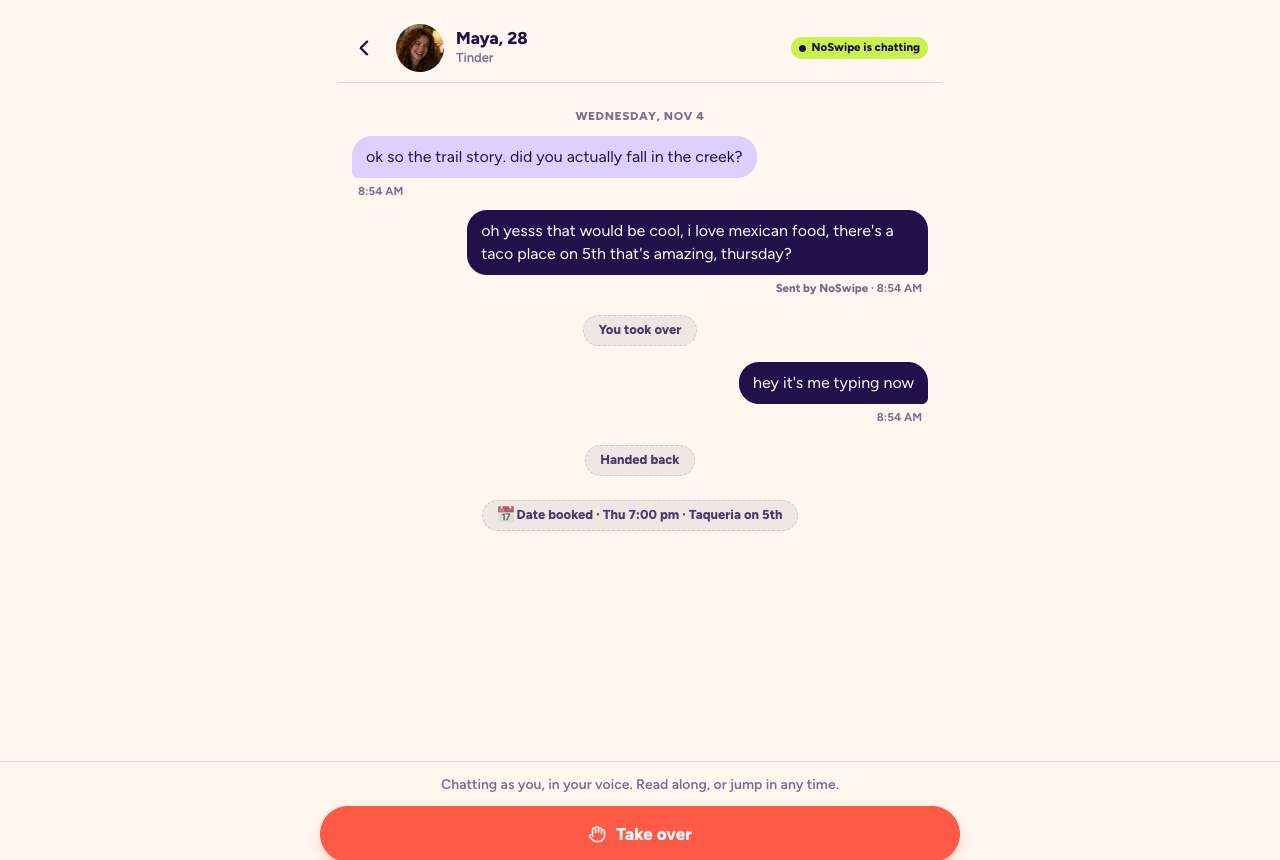 Maya, 28
Tinder
NoSwipe is chatting
WEDNESDAY, NOV 4
ok so the trail story. did you actually fall in the creek?
8:54 AM
oh yesss that would be cool, i love mexican food, there's a
taco place on 5th that's amazing, thursday?
Sent by NoSwipe · 8:54 AM
You took over
hey it's me typing now
8:54 AM
Handed back
📅 Date booked · Thu 7:00 pm · Taqueria on 5th
Chatting as you, in your voice. Read along, or jump in any time.
Take over